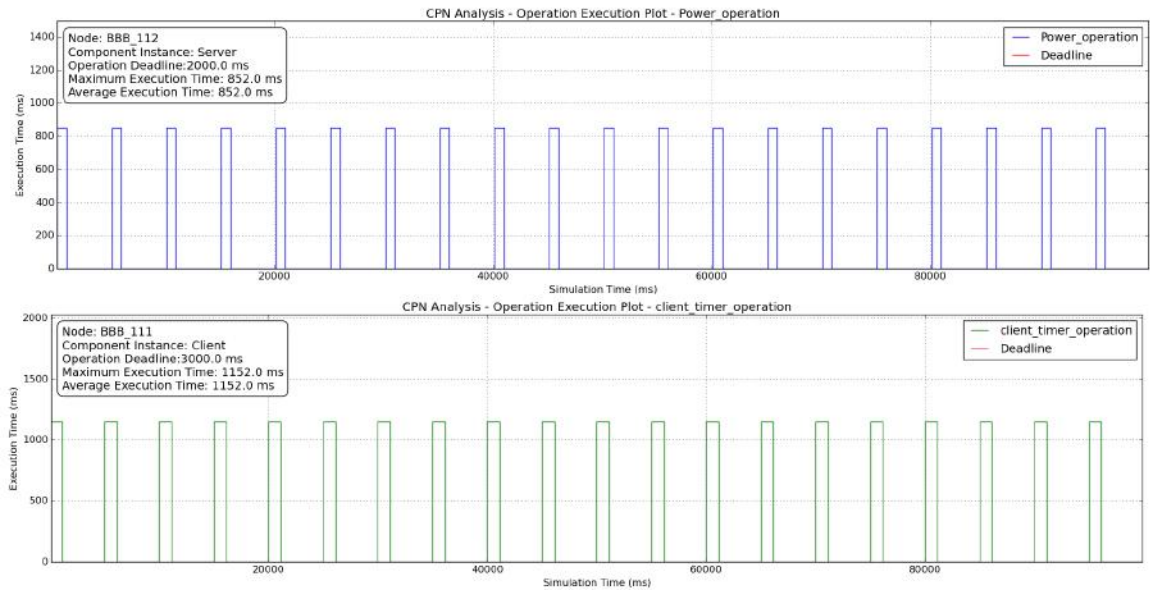 CPN Analysis - Operation Execution Plot - Power_operation
1400
1200
1000
800
600
400
200
0
Execution Time (ms)
Node: BBB_112
Component Instance: Server
Operation Deadline:2000.0 ms
Maximum Execution Time: 852.0 ms
Average Execution Time: 852.0 ms
Power_operation
Deadline
20000 40000 60000 80000
Simulation Time (ms)
CPN Analysis - Operation Execution Plot - client_timer_operation
2000
1500
1000
500
0
Execution Time (ms)
Node: BBB_111
Component Instance: Client
Operation Deadline:3000.0 ms
Maximum Execution Time: 1152.0 ms
Average Execution Time: 1152.0 ms
client_timer_operation
Deadline
20000 40000 60000 80000
Simulation Time (ms)